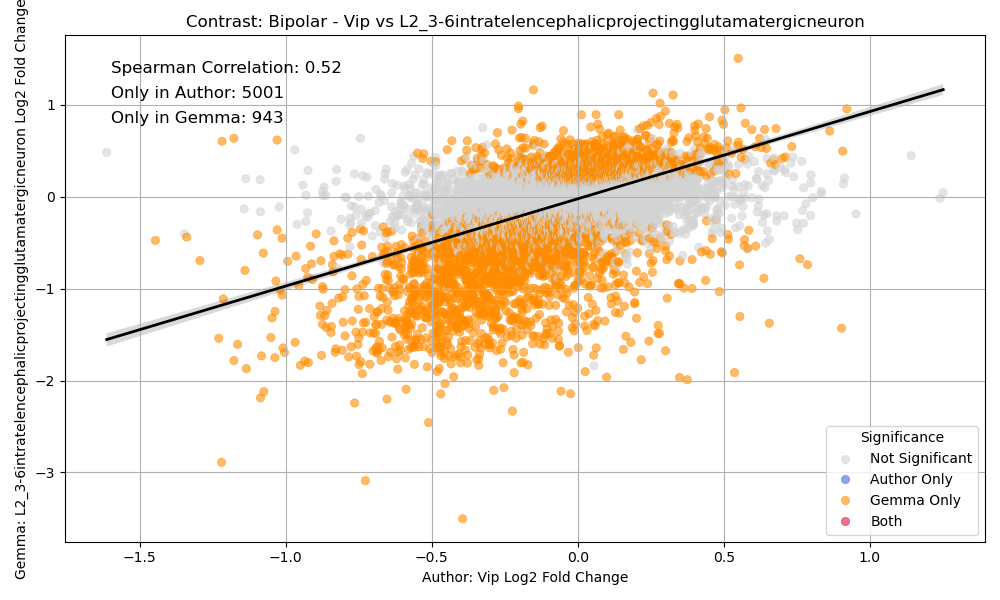 Contrast: Bipolar - Vip vs L2_3-6intratelencephalicprojectingglutamatergicneuron
Gemma: L2_3-6intratelencephalicprojectingglutamatergicneuron Log2 Fold Change
Spearman Correlation: 0.52
Only in Author: 5001
Only in Gemma: 943
1
0
−1
−2
−3
Significance
Not Significant
Author Only
Gemma Only
Both
−1.5
−1.0
−0.5
0.0
0.5
1.0
Author: Vip Log2 Fold Change